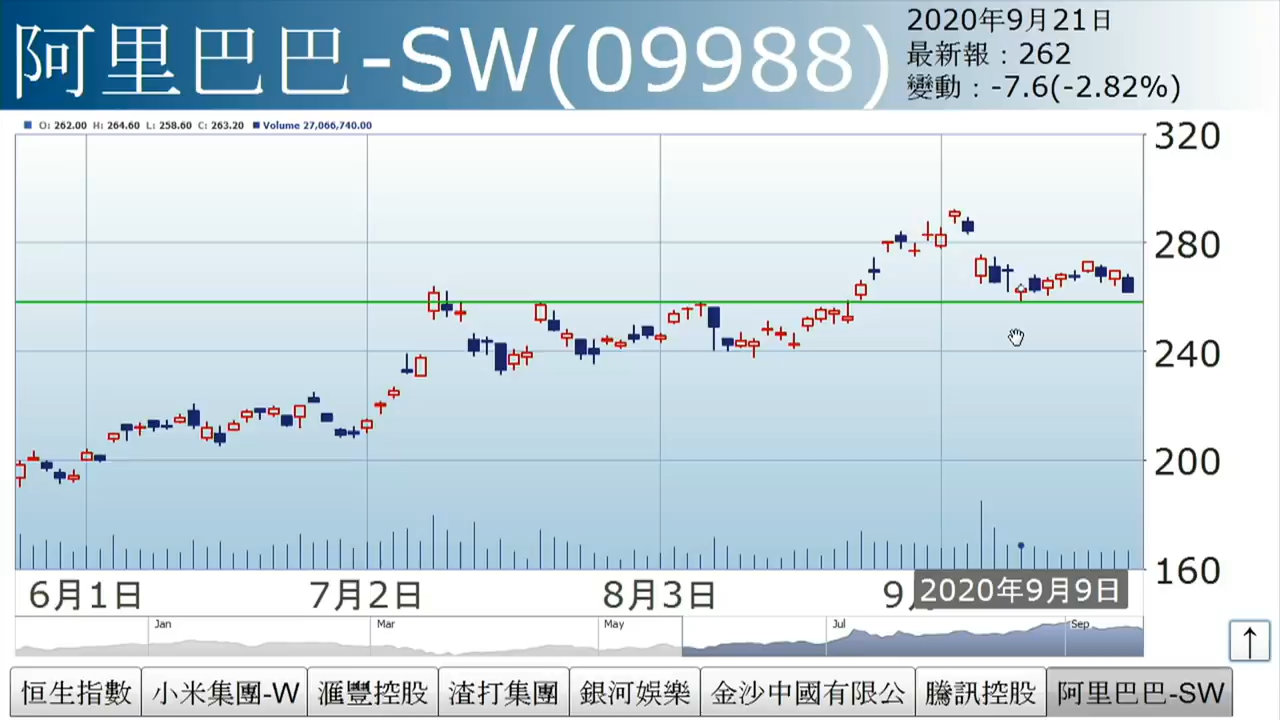 阿里巴巴-SW(09988)
2020年9月21日
最新報：262
變動：-7.6(-2.82%)
O: 262.00 H: 264.60 L: 258.60 C: 263.20 Volume 27,066,740.00
320
280
240
200
160
6月1日 7月2日 8月3日 9月 2020年9月9日
Jan Mar May Jul Sep
↑
恒生指數 小米集團-W 滙豐控股 渣打集團 銀河娛樂 金沙中國有限公 騰訊控股 阿里巴巴-SW